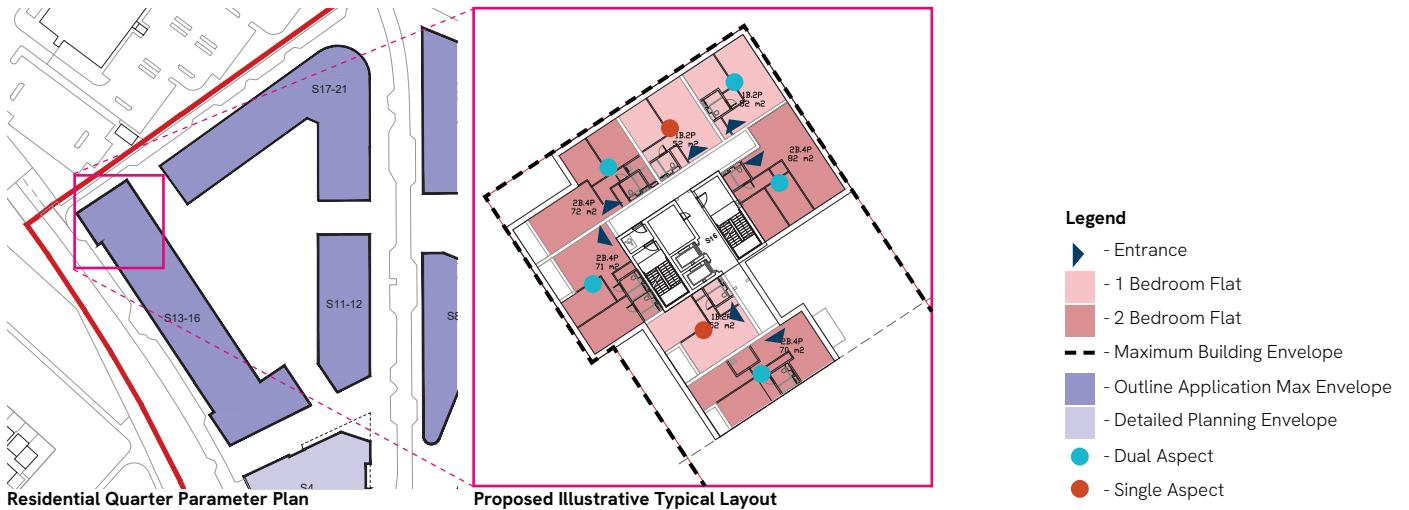 S17-21
S11-12
S13-16
S4
1B.2P
52 m2
2B.4P
82 m2
1B.2P
52 m2
2B.4P
72 m2
2B.4P
71 m2
S16
1B.2P
52 m2
2B.4P
70 m2
Residential Quarter Parameter Plan
Proposed Illustrative Typical Layout
Legend
- Entrance
- 1 Bedroom Flat
- 2 Bedroom Flat
- Maximum Building Envelope
- Outline Application Max Envelope
- Detailed Planning Envelope
- Dual Aspect
- Single Aspect